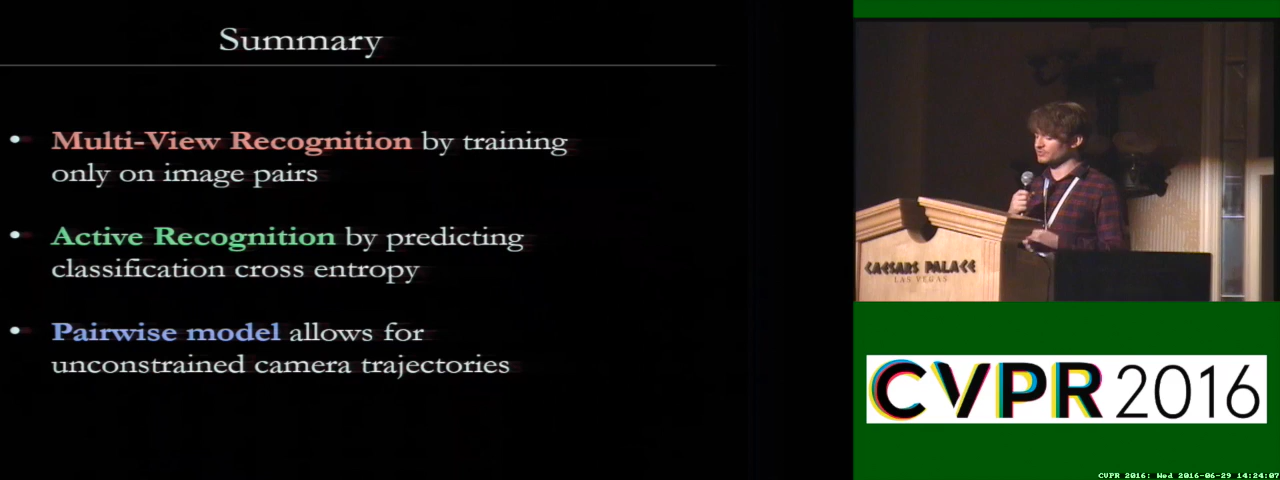 Summary
• Multi-View Recognition by training
only on image pairs
• Active Recognition by predicting
classification cross entropy
• Pairwise model allows for
unconstrained camera trajectories
CAESARS PALACE
LAS VEGAS
CVPR 2016
CVPR 2016: Wed 2016-06-29 14:24:07